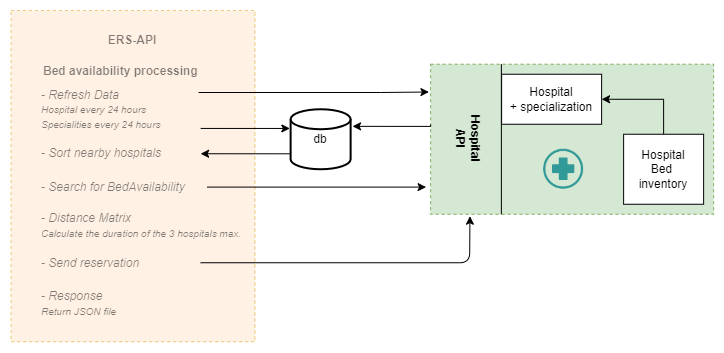 ERS-API
Bed availability processing
- Refresh Data
Hospital every 24 hours
Specialities every 24 hours
- Sort nearby hospitals
- Search for BedAvailability
- Distance Matrix
Calculate the duration of the 3 hospitals max.
- Send reservation
- Response
Return JSON file
db
Hospital
API
Hospital
+ specialization
Hospital
Bed
inventory